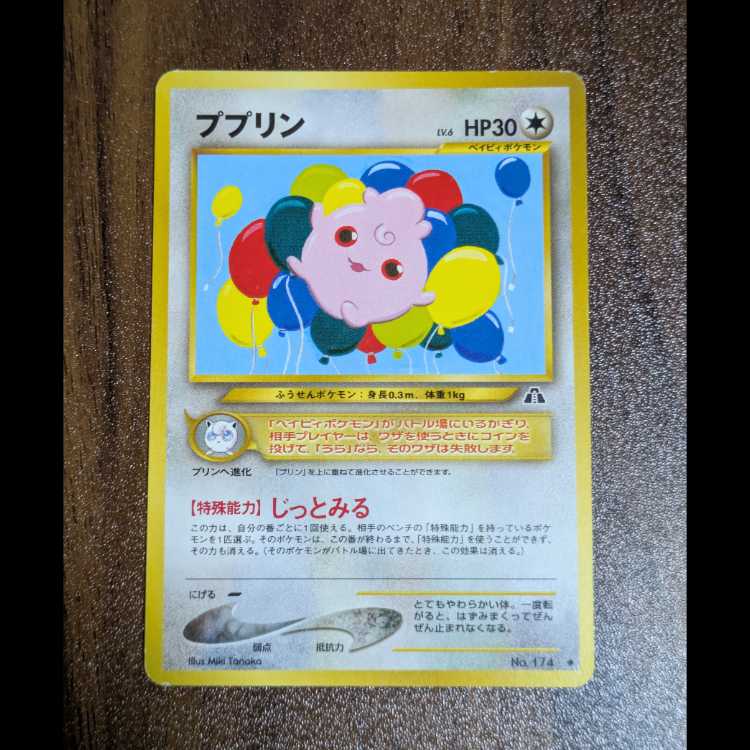 ププリン
LV.6 HP30
ベイビィポケモン
ふうせんポケモン：身長0.3m、体重1kg
「ベイビィポケモン」がバトル場にいるかぎり、
相手プレイヤーは、ワザを使うときにコインを
投げて、「うら」なら、そのワザは失敗します。
プリンへ進化 「プリン」を上に重ねて進化させることができます。
【特殊能力】じっとみる
この力は、自分の番ごとに1回使える。相手のベンチの「特殊能力」を持っているポケ
モンを1匹選ぶ。そのポケモンは、この番が終わるまで、「特殊能力」を使うことができず、
その力も消える。（そのポケモンがバトル場に出てきたとき、この効果は消える。）
にげる
弱点 抵抗力
とてもやわらかい体。一度転
がると、はずみまくってぜん
ぜん止まれなくなる。
Illus. Miki Tanaka
No. 174